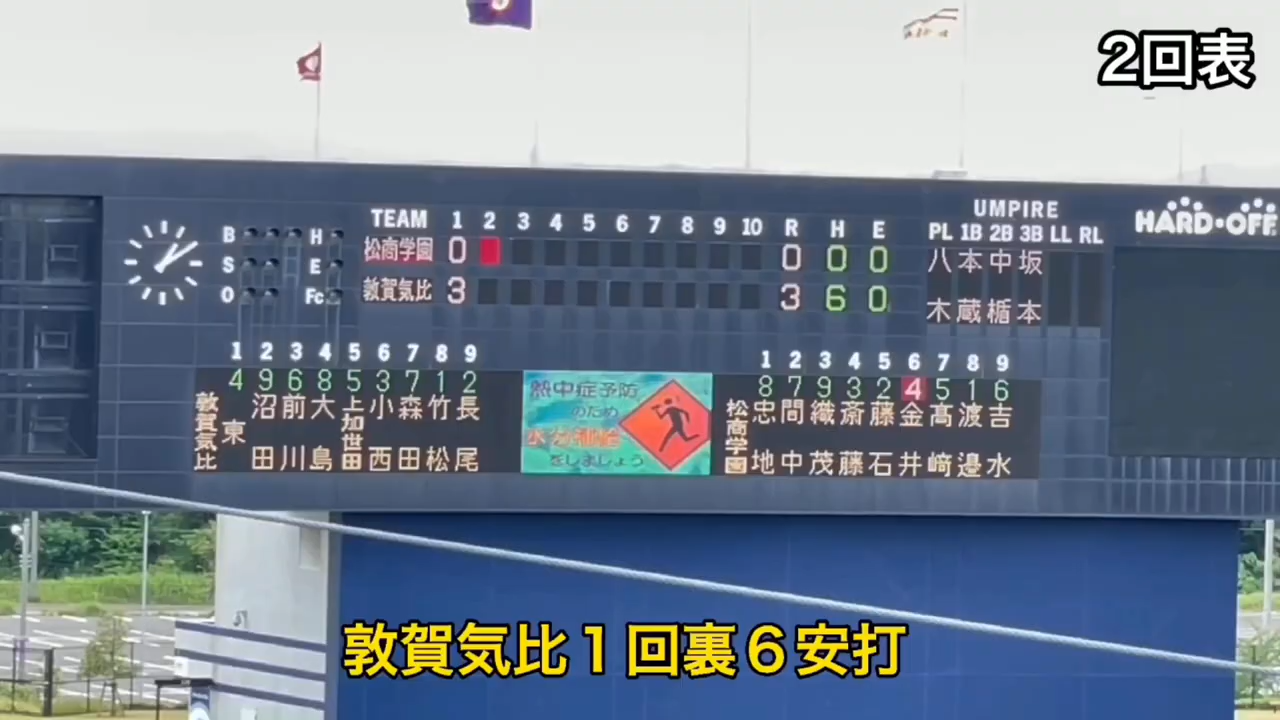 2回表
UMPIRE
HARD・OFF
TEAM 1 2 3 4 5 6 7 8 9 10 R H E
PL 1B 2B 3B LL RL
B H
松商学園 0 0 0 0
八本中坂
S E
O Fc
敦賀気比 3 3 6 0
木蔵楯本
1 2 3 4 5 6 7 8 9
4 9 6 8 5 3 7 1 2
敦賀気比
東
沼田
前川
大島
上加世田
小西
森田
竹松
長尾
熱中症予防
のため
水分補給
をしましょう
1 2 3 4 5 6 7 8 9
8 7 9 3 2 4 5 1 6
松商学園
忠地
間中
織茂
斎藤
藤石
金井
髙﨑
渡邉
吉水
敦賀気比1回裏6安打